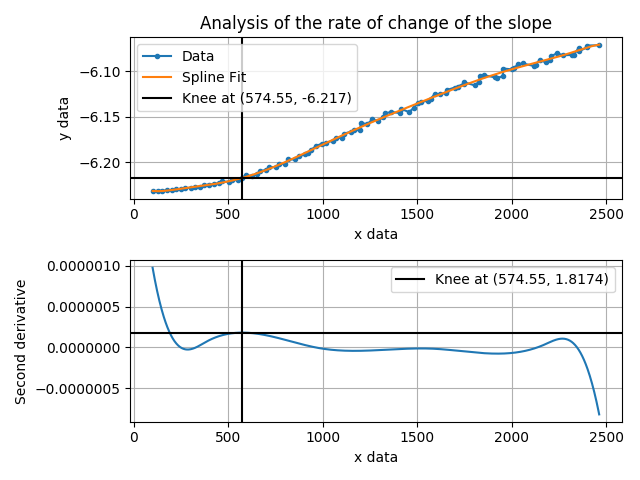 Analysis of the rate of change of the slope
Data
Spline Fit
Knee at (574.55, -6.217)
y data
−6.10
−6.15
−6.20
0
500
1000
1500
2000
2500
x data
Knee at (574.55, 1.8174)
Second derivative
0.0000010
0.0000005
0.0000000
−0.0000005
0
500
1000
1500
2000
2500
x data